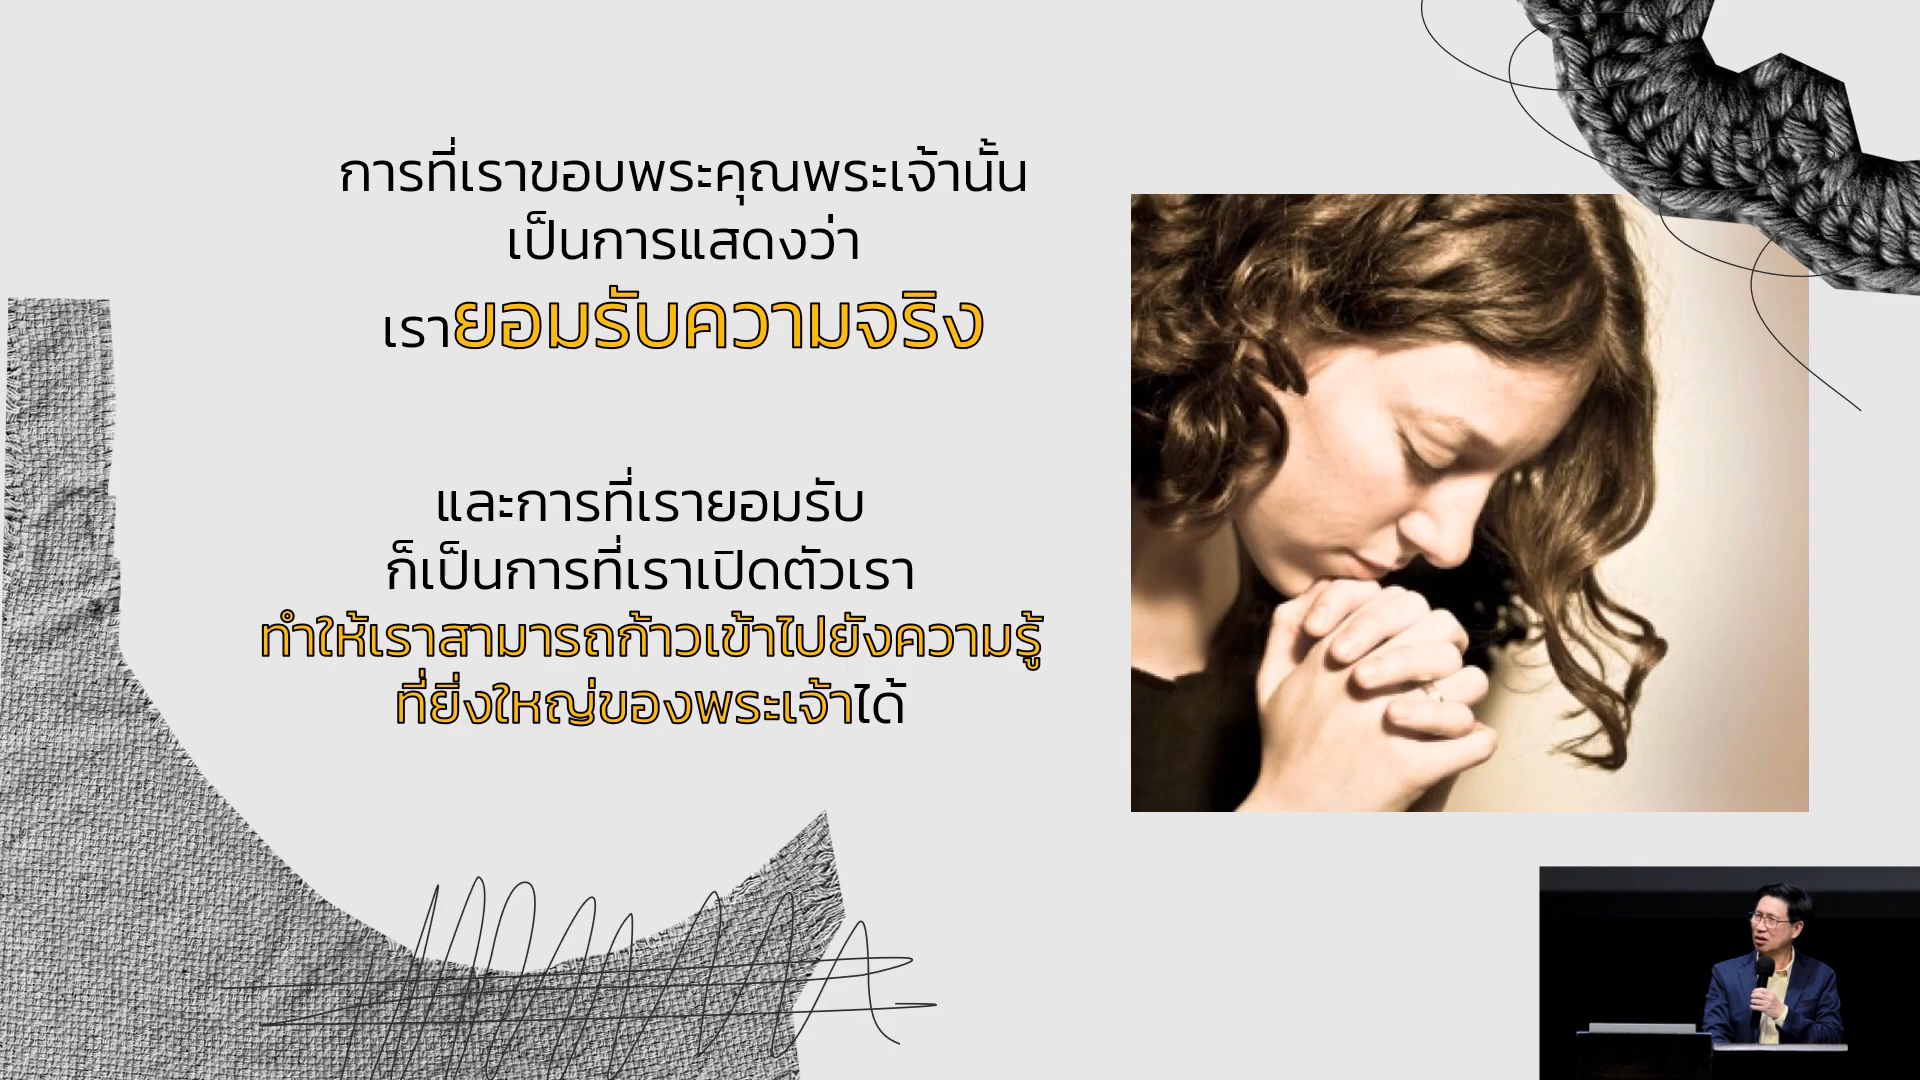 การที่เราขอบพระคุณพระเจ้านั้น
เป็นการแสดงว่า
เรายอมรับความจริง
และการที่เรายอมรับ
ก็เป็นการที่เราเปิดตัวเรา
ทำให้เราสามารถก้าวเข้าไปยังความรู้
ที่ยิ่งใหญ่ของพระเจ้าได้